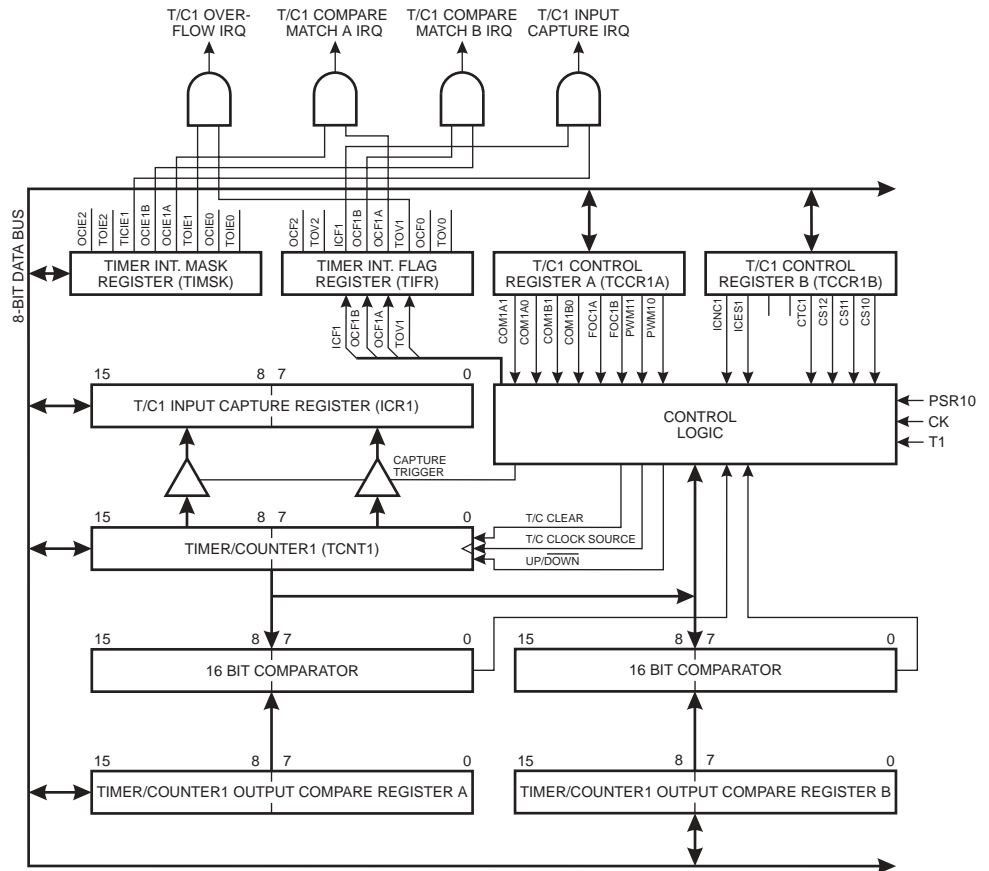 T/C1 OVER-
FLOW IRQ
T/C1 COMPARE
MATCH A IRQ
T/C1 COMPARE
MATCH B IRQ
T/C1 INPUT
CAPTURE IRQ
8-BIT DATA BUS
OCIE2
TOIE2
TICIE1
OCIE1B
OCIE1A
TOIE1
OCIE0
TOIE0
OCF2
TOV2
ICF1
OCF1B
OCF1A
TOV1
OCF0
TOV0
TIMER INT. MASK
REGISTER (TIMSK)
TIMER INT. FLAG
REGISTER (TIFR)
T/C1 CONTROL
REGISTER A (TCCR1A)
T/C1 CONTROL
REGISTER B (TCCR1B)
ICF1
OCF1B
OCF1A
TOV1
COM1A1
COM1A0
COM1B1
COM1B0
FOC1A
FOC1B
PWM11
PWM10
ICNC1
ICES1
CTC1
CS12
CS11
CS10
15 8 7 0
T/C1 INPUT CAPTURE REGISTER (ICR1)
CONTROL
LOGIC
PSR10
CK
T1
CAPTURE
TRIGGER
15 8 7 0
TIMER/COUNTER1 (TCNT1)
T/C CLEAR
T/C CLOCK SOURCE
UP/DOWN
15 8 7 0
16 BIT COMPARATOR
15 8 7 0
16 BIT COMPARATOR
15 8 7 0
TIMER/COUNTER1 OUTPUT COMPARE REGISTER A
15 8 7 0
TIMER/COUNTER1 OUTPUT COMPARE REGISTER B